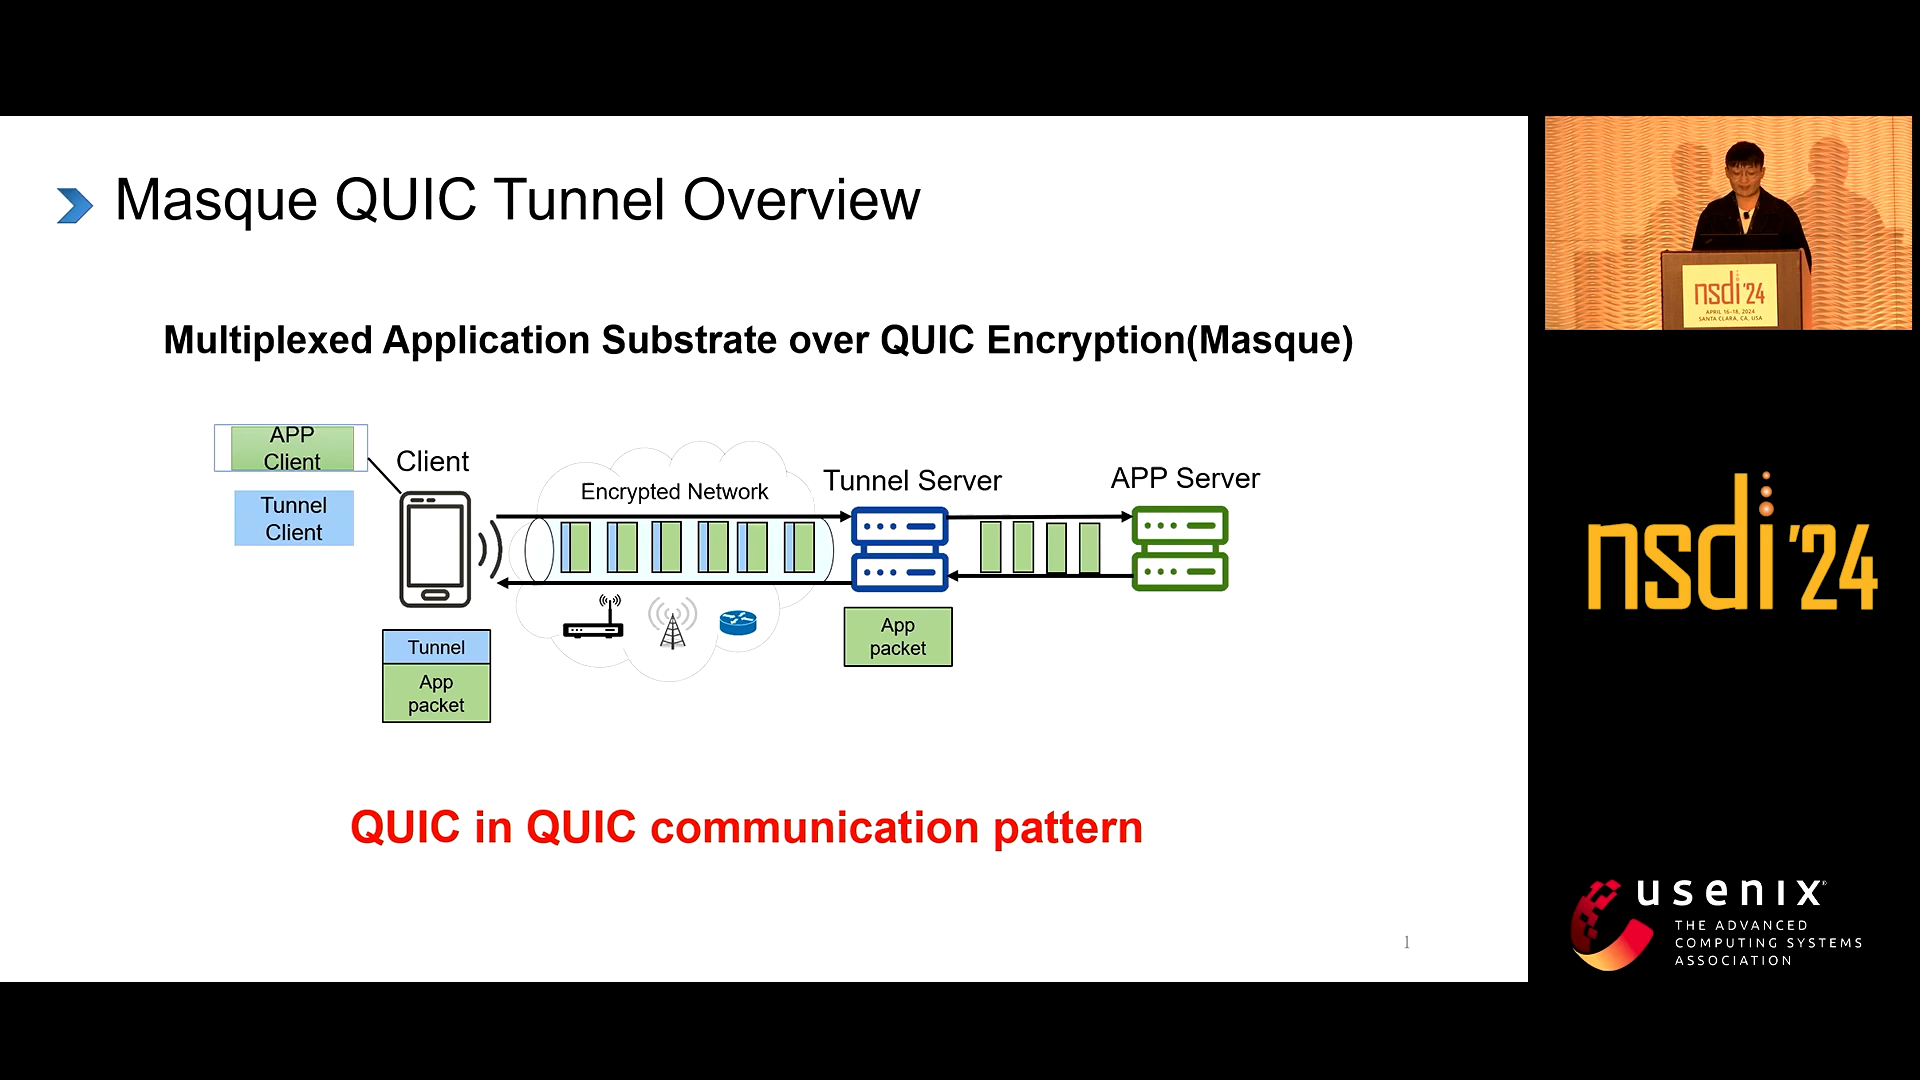 Masque QUIC Tunnel Overview
Multiplexed Application Substrate over QUIC Encryption(Masque)
APP
Client
Tunnel
Client
Client
Encrypted Network
Tunnel Server
APP Server
Tunnel
App
packet
App
packet
QUIC in QUIC communication pattern
1
nsdi '24
APRIL 16-18, 2024
SANTA CLARA, CA, USA
nsdi '24
usenix
THE ADVANCED
COMPUTING SYSTEMS
ASSOCIATION